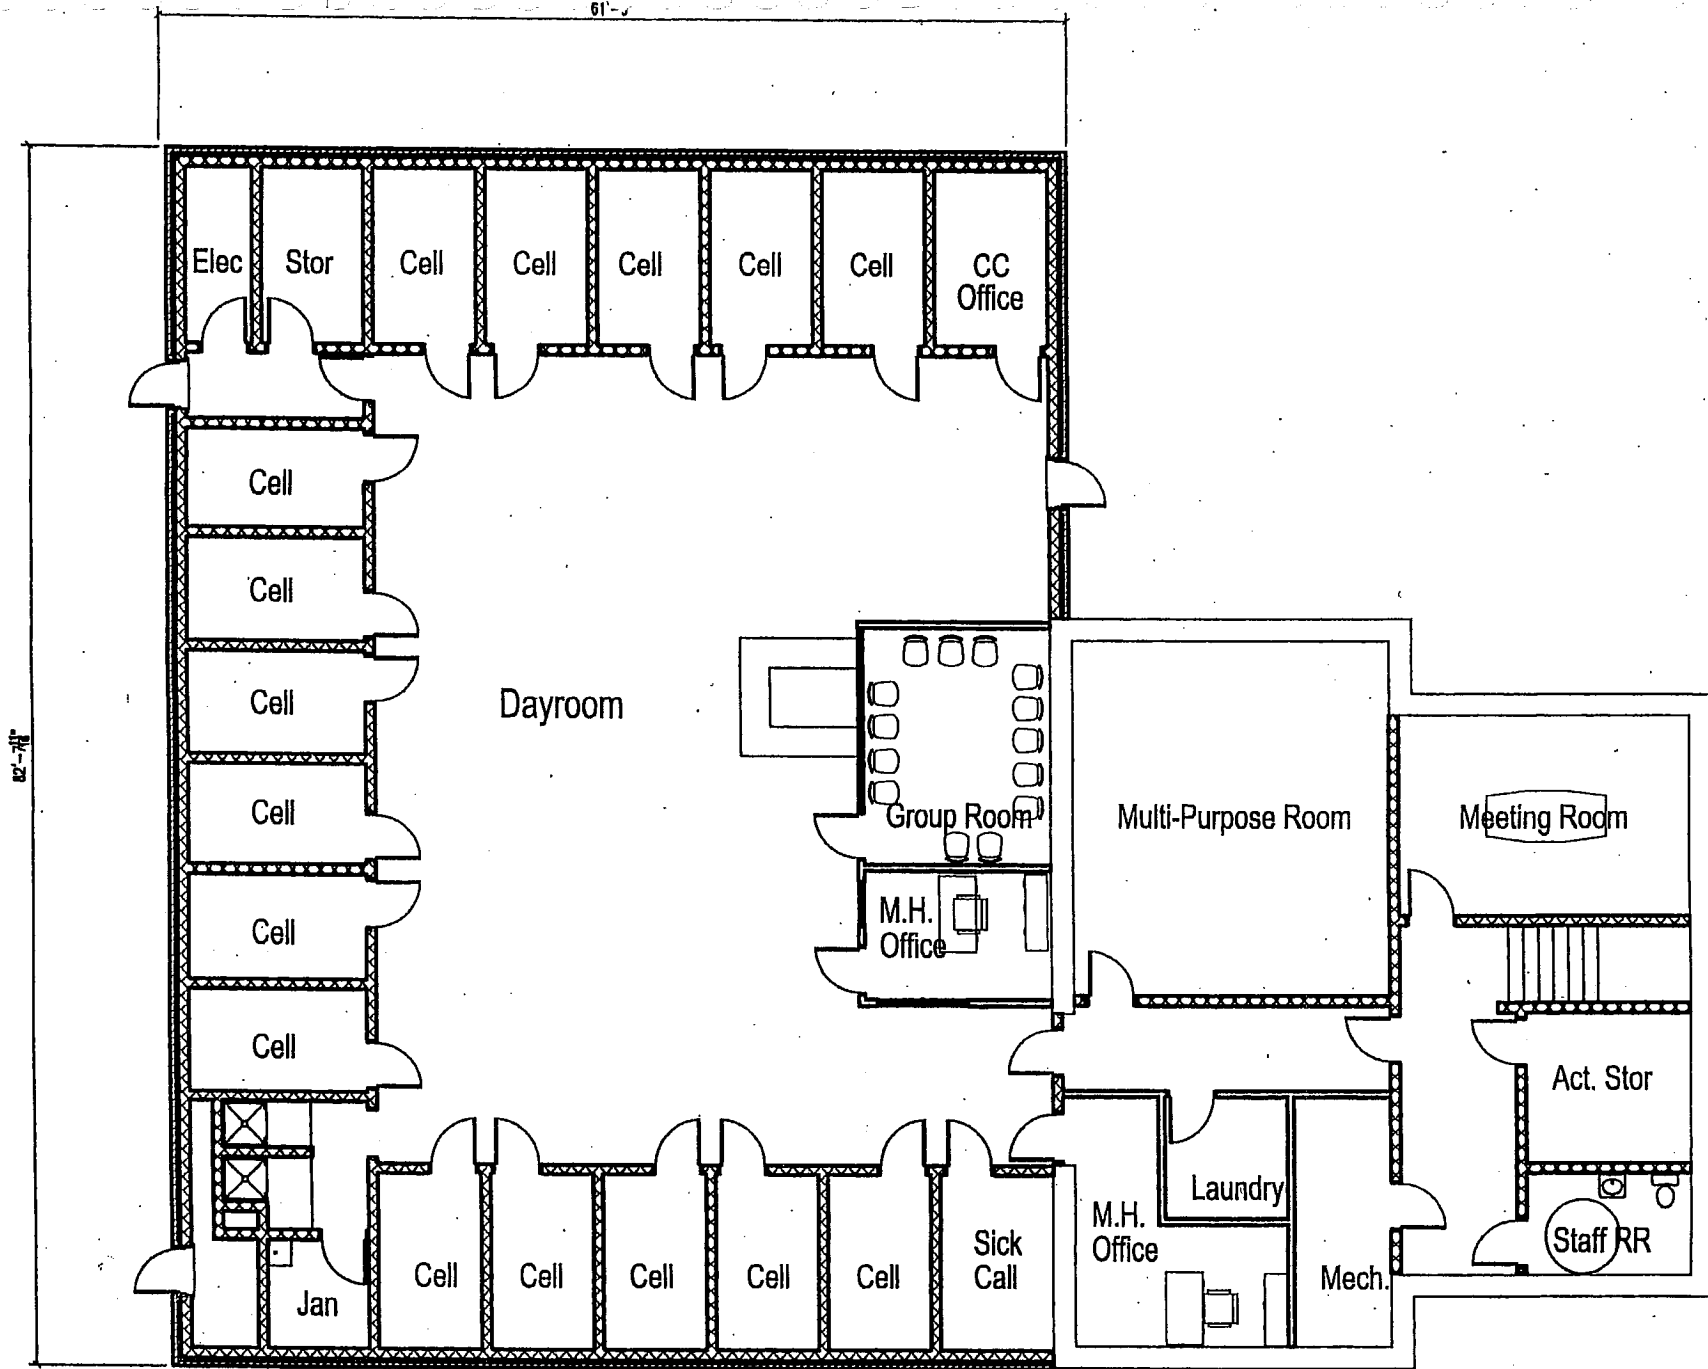 Elec
Stor
Cell
Cell
Cell
Cell
Cell
CC
Office
Cell
Cell
Cell
Cell
Cell
Cell
Dayroom
Group Room
Multi-Purpose Room
Meeting Room
M.H.
Office
Act. Stor
Laundry
M.H.
Office
Staff RR
Mech.
Sick
Call
Cell
Cell
Cell
Cell
Cell
Jan